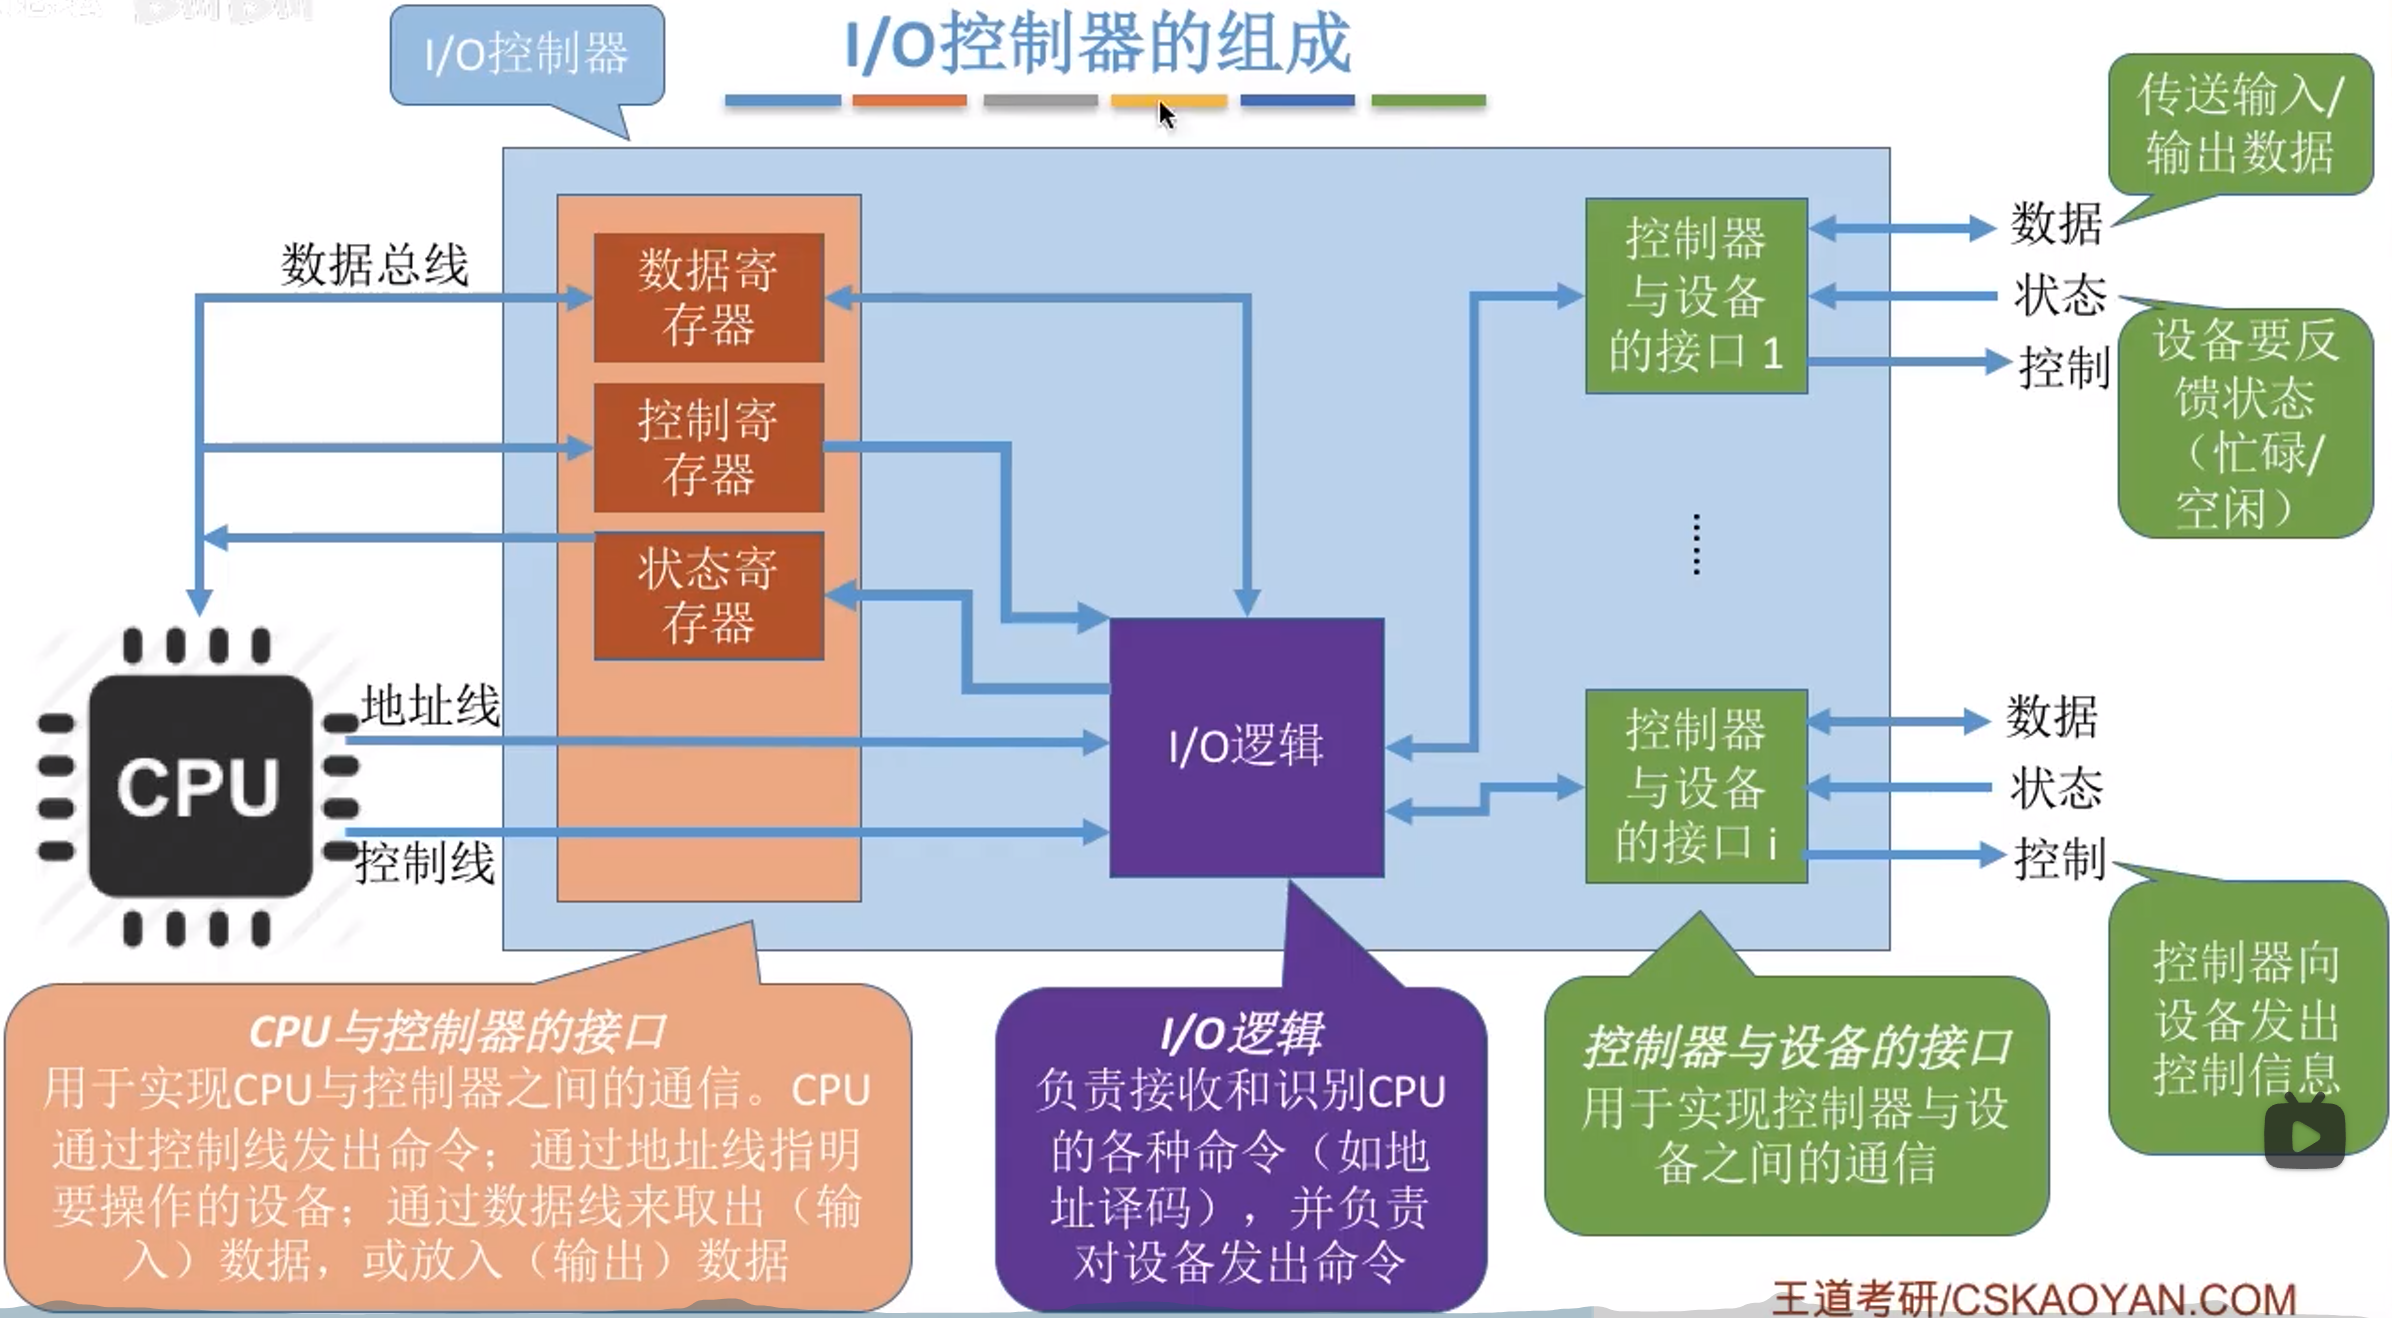 I/O控制器的组成
I/O控制器
传送输入/
输出数据
数据总线
数据寄
存器
控制寄
存器
状态寄
存器
地址线
控制线
CPU
I/O逻辑
控制器
与设备
的接口 1
数据
状态
控制
设备要反
馈状态
（忙碌/
空闲）
控制器
与设备
的接口 i
数据
状态
控制
控制器向
设备发出
控制信息
CPU与控制器的接口
用于实现CPU与控制器之间的通信。CPU
通过控制线发出命令；通过地址线指明
要操作的设备；通过数据线来取出（输
入）数据，或放入（输出）数据
I/O逻辑
负责接收和识别CPU
的各种命令（如地
址译码），并负责
对设备发出命令
控制器与设备的接口
用于实现控制器与设
备之间的通信
王道考研/CSKAOYAN.COM